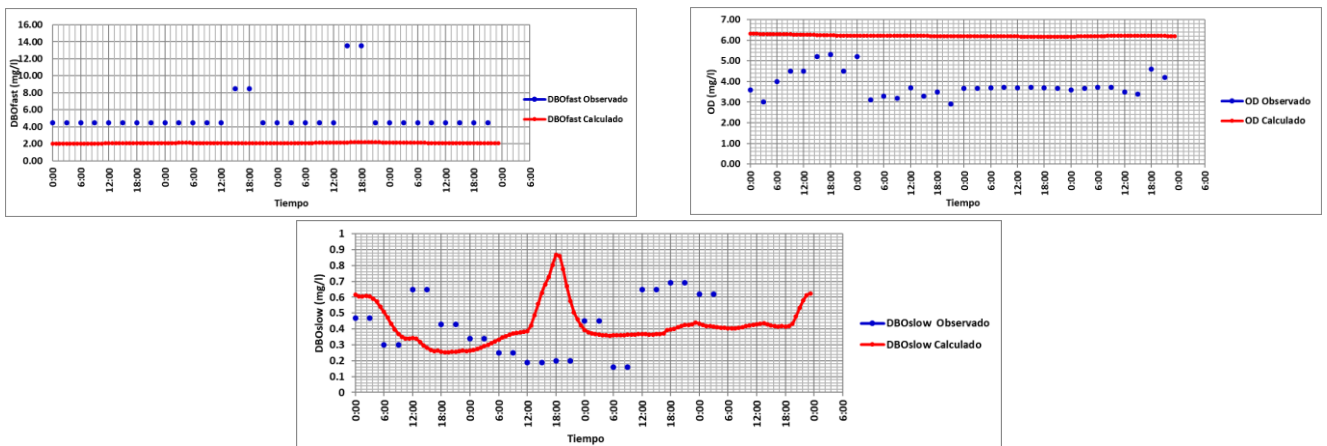 16.00
14.00
12.00
10.00
8.00
6.00
4.00
2.00
0.00
DBOfast (mg/l)
0:00 6:00 12:00 18:00 0:00 6:00 12:00 18:00 0:00 6:00 12:00 18:00 0:00 6:00 12:00 18:00 0:00 6:00
Tiempo
DBOfast Observado
DBOfast Calculado
7.00
6.00
5.00
4.00
3.00
2.00
1.00
0.00
OD (mg/l)
0:00 6:00 12:00 18:00 0:00 6:00 12:00 18:00 0:00 6:00 12:00 18:00 0:00 6:00 12:00 18:00 0:00 6:00
Tiempo
OD Observado
OD Calculado
1
0.9
0.8
0.7
0.6
0.5
0.4
0.3
0.2
0.1
0
DBOslow (mg/l)
0:00 6:00 12:00 18:00 0:00 6:00 12:00 18:00 0:00 6:00 12:00 18:00 0:00 6:00 12:00 18:00 0:00 6:00
Tiempo
DBOslow Observado
DBOslow Calculado